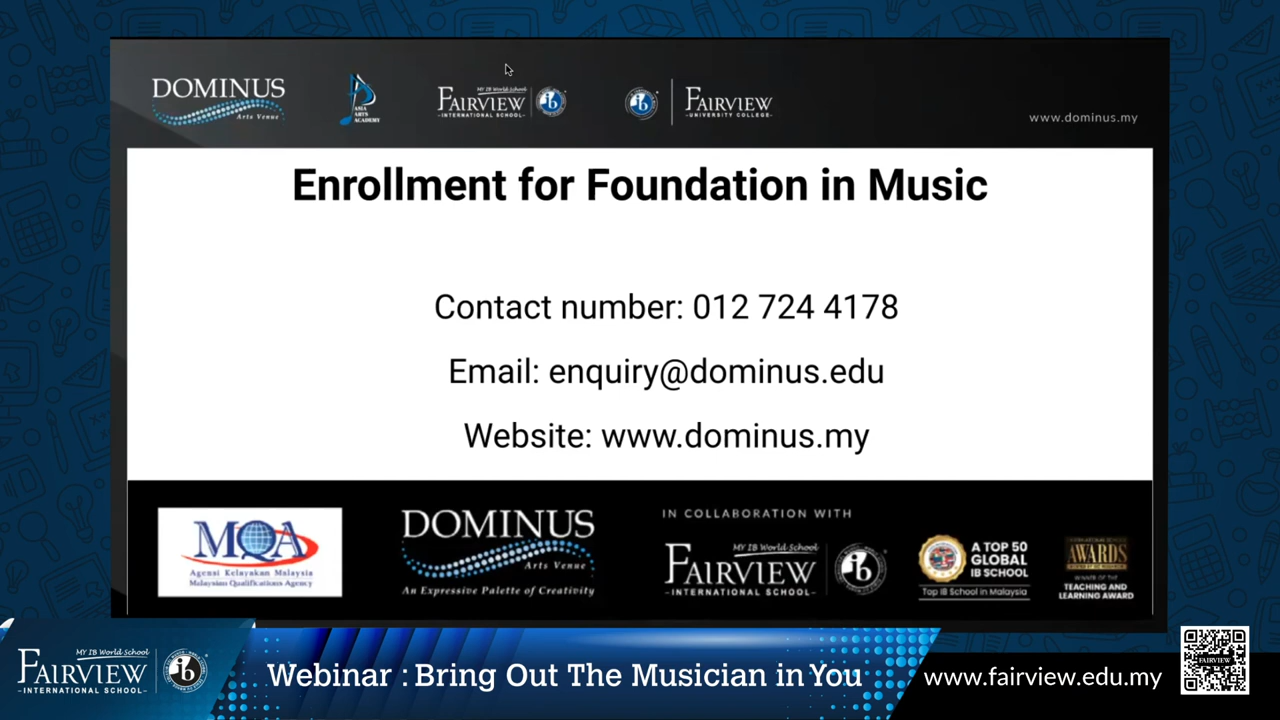 DOMINUS
Arts Venue
ASIA
ARTS
ACADEMY
MY IB World School
FAIRVIEW
-INTERNATIONAL SCHOOL-
FAIRVIEW
-UNIVERSITY COLLEGE-
www.dominus.my
Enrollment for Foundation in Music
Contact number: 012 724 4178
Email: enquiry@dominus.edu
Website: www.dominus.my
MQA
Agensi Kelayakan Malaysia
Malaysian Qualifications Agency
DOMINUS
Arts Venue
An Expressive Palette of Creativity
IN COLLABORATION WITH
MY IB World School
FAIRVIEW
-INTERNATIONAL SCHOOL-
A TOP 50
GLOBAL
IB SCHOOL
Top IB School in Malaysia
AWARDS
WINNER OF THE
TEACHING AND
LEARNING AWARD
MY IB World School
FAIRVIEW
-INTERNATIONAL SCHOOL-
Webinar : Bring Out The Musician in You
www.fairview.edu.my
FAIRVIEW